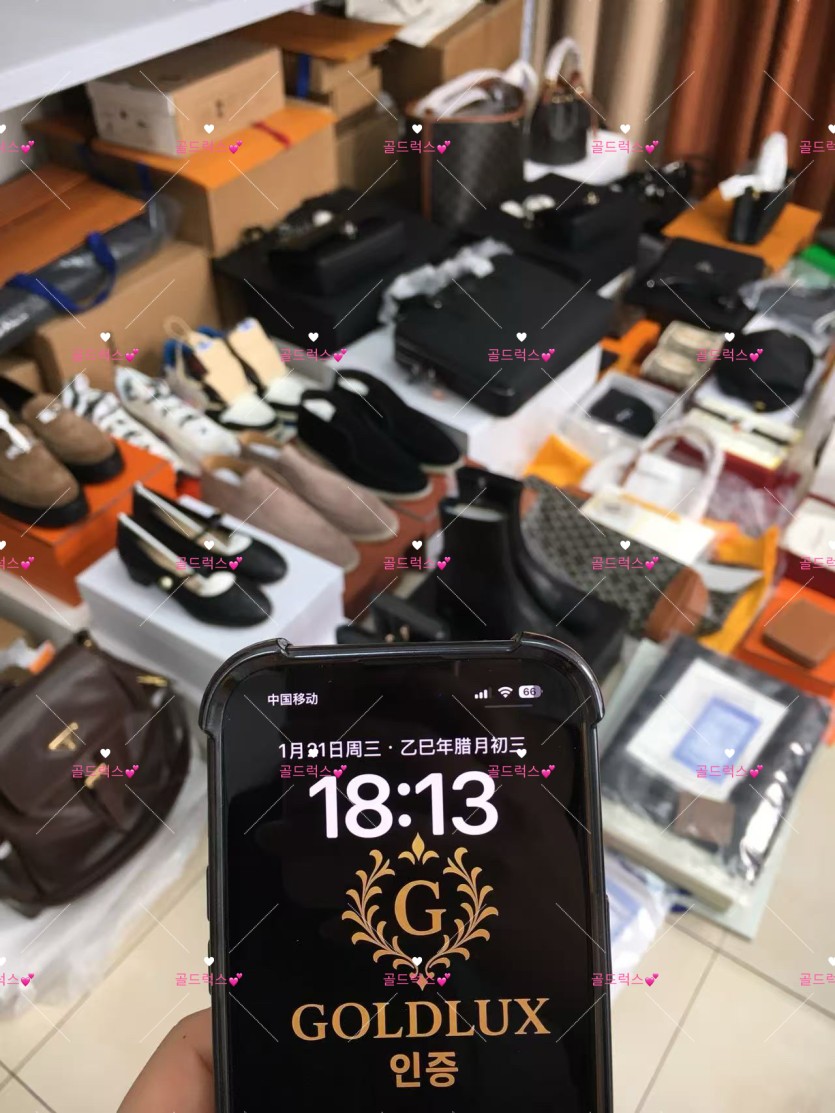 中国移动
66
1月21日周三 · 乙巳年腊月初三
18:13
G
GOLDLUX
인증
골드럭스💕